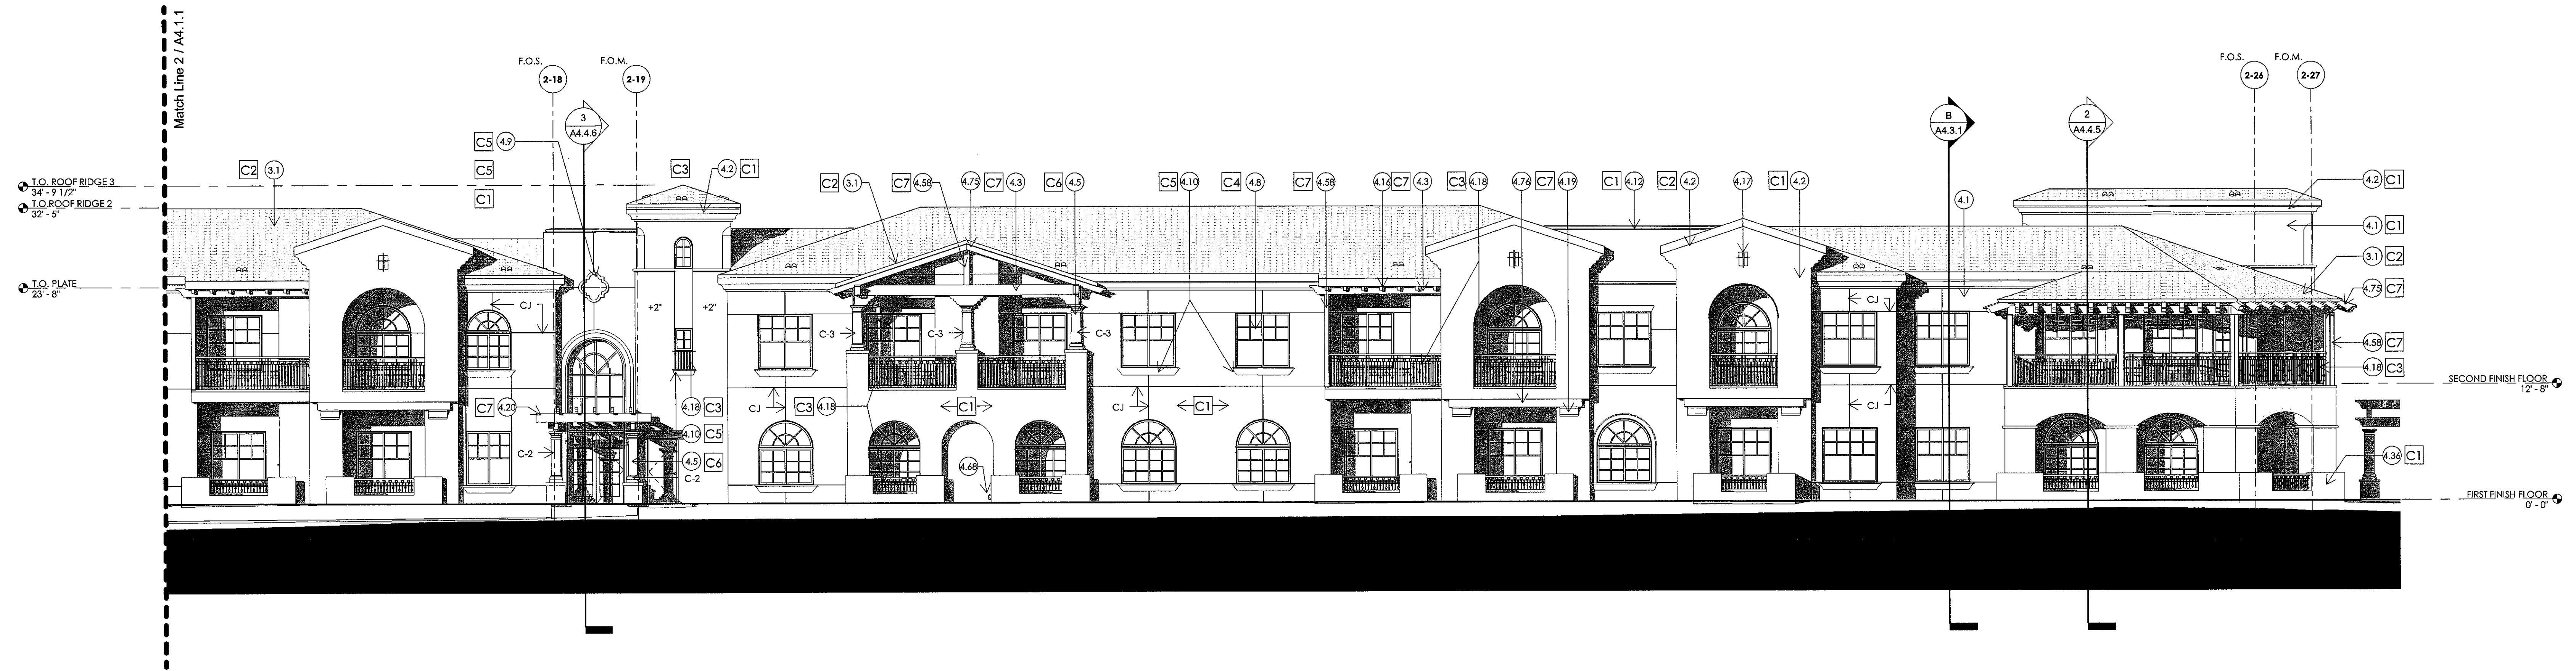 Match Line 2 / A4.1.1
F.O.S.
F.O.M.
2-18
2-19
F.O.S.
F.O.M.
2-26
2-27
3
A4.4.6
B
A4.3.1
2
A4.4.5
C5 4.9
C5
C1
C2 3.1
C3
4.2 C1
T.O. ROOF RIDGE 3
34' - 9 1/2"
T.O.ROOF RIDGE 2
32' - 5"
T.O. PLATE
23' - 8"
C2 3.1
C7 4.58
4.75
C7 4.3
C6 4.5
C5 4.10
C4 4.8
C7 4.58
4.16
C7 4.3
C3 4.18
4.76
C7 4.19
C1 4.12
C2 4.2
4.17
C1 4.2
4.1
4.2 C1
4.1 C1
3.1 C2
4.75 C7
4.58 C7
4.18 C3
CJ
+2"
+2"
C-3
C-3
C-3
CJ
SECOND FINISH FLOOR
12' - 8"
C7 4.20
4.18 C3
CJ
C3 4.18
C1
CJ
C1
CJ
4.10 C5
C-2
4.5 C6
C-2
4.68
4.36 C1
FIRST FINISH FLOOR
0' - 0"